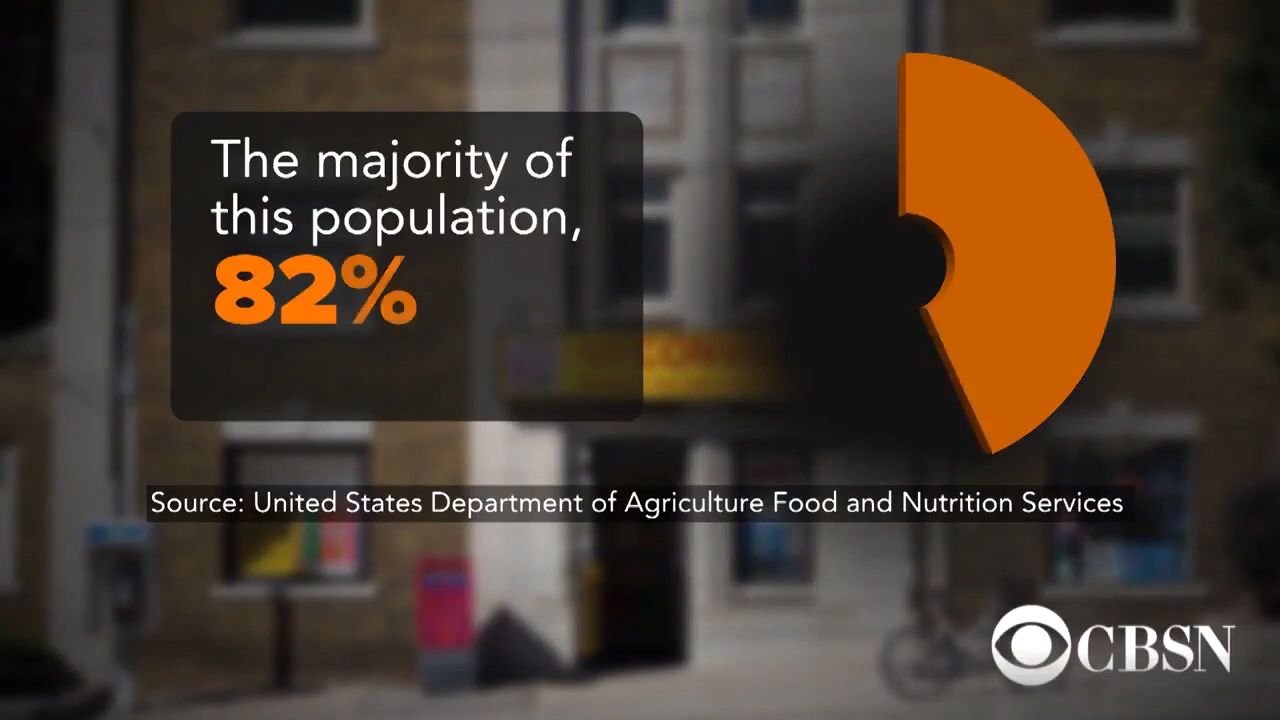 The majority of
this population,
82%
Source: United States Department of Agriculture Food and Nutrition Services
CBSN